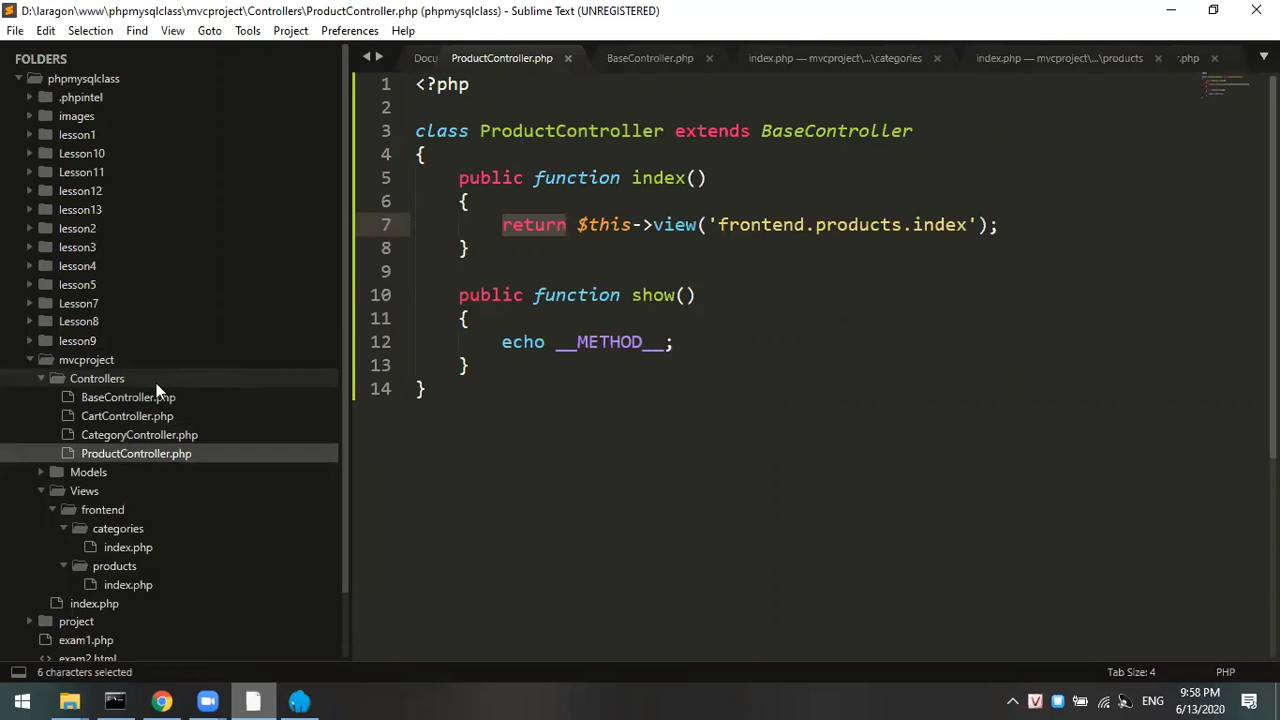 D:\laragon\www\phpmysqlclass\mvcproject\Controllers\ProductController.php (phpmysqlclass) - Sublime Text (UNREGISTERED)
File Edit Selection Find View Goto Tools Project Preferences Help
FOLDERS
phpmysqlclass
.phpintel
images
lesson1
Lesson10
Lesson11
lesson12
lesson13
lesson2
lesson3
lesson4
lesson5
Lesson7
Lesson8
lesson9
mvcproject
Controllers
BaseController.php
CartController.php
CategoryController.php
ProductController.php
Models
Views
frontend
categories
index.php
products
index.php
index.php
project
exam1.php
exam2.html
Docu ProductController.php BaseController.php index.php — mvcproject\...\categories index.php — mvcproject\...\products .php
1 <?php
2
3 class ProductController extends BaseController
4 {
5 public function index()
6 {
7 return $this->view('frontend.products.index');
8 }
9
10 public function show()
11 {
12 echo __METHOD__;
13 }
14 }
6 characters selected Tab Size: 4 PHP
V ENG 9:58 PM
6/13/2020